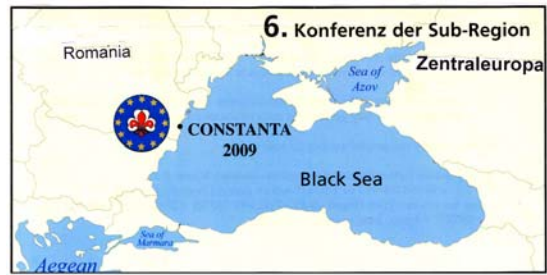 6. Konferenz der Sub-Region
Zentraleuropa
Romania
Sea of
Azov
CONSTANTA
2009
Black Sea
Sea of
Marmara
Aegean